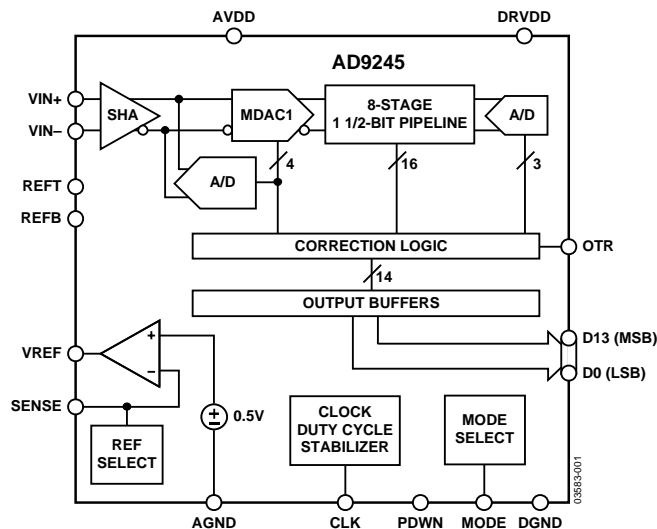 AVDD DRVDD
AD9245
VIN+
SHA
MDAC1
8-STAGE
1 1/2-BIT PIPELINE
A/D
VIN–
4
16
3
A/D
REFT
REFB
CORRECTION LOGIC
OTR
14
OUTPUT BUFFERS
D13 (MSB)
VREF
+
–
D0 (LSB)
SENSE
0.5V
REF
SELECT
CLOCK
DUTY CYCLE
STABILIZER
MODE
SELECT
03583-001
AGND CLK PDWN MODE DGND